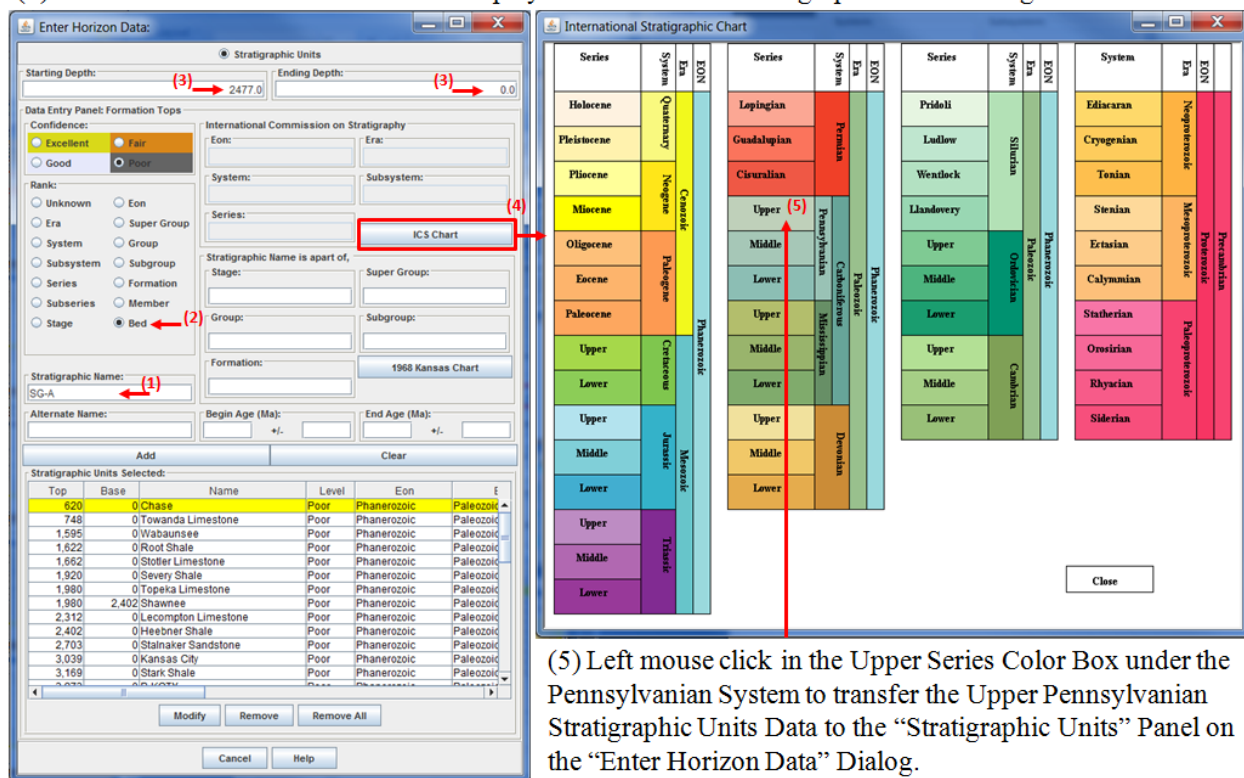 Enter Horizon Data:
Stratigraphic Units
Starting Depth:
(3)
2477.0
Ending Depth:
(3)
0.0
Data Entry Panel: Formation Tops
Confidence:
Excellent
Fair
Good
Poor
Rank:
Unknown
Eon
Era
Super Group
System
Group
Subsystem
Subgroup
Series
Formation
Subseries
Member
Stage
Bed
(2)
Stratigraphic Name:
SG-A
(1)
Alternate Name:
International Commission on Stratigraphy
Eon:
Era:
System:
Subsystem:
Series:
(4)
ICS Chart
Stratigraphic Name is apart of,
Stage:
Super Group:
Group:
Subgroup:
Formation:
1968 Kansas Chart
Begin Age (Ma):
+/-
End Age (Ma):
+/-
Add
Clear
Stratigraphic Units Selected:
Top Base Name Level Eon E
620 0 Chase Poor Phanerozoic Paleozoic
748 0 Towanda Limestone Poor Phanerozoic Paleozoic
1,595 0 Wabaunsee Poor Phanerozoic Paleozoic
1,622 0 Root Shale Poor Phanerozoic Paleozoic
1,662 0 Stotler Limestone Poor Phanerozoic Paleozoic
1,920 0 Severy Shale Poor Phanerozoic Paleozoic
1,980 0 Topeka Limestone Poor Phanerozoic Paleozoic
1,980 2,402 Shawnee Poor Phanerozoic Paleozoic
2,312 0 Lecompton Limestone Poor Phanerozoic Paleozoic
2,402 0 Heebner Shale Poor Phanerozoic Paleozoic
2,703 0 Stalnaker Sandstone Poor Phanerozoic Paleozoic
3,039 0 Kansas City Poor Phanerozoic Paleozoic
3,169 0 Stark Shale Poor Phanerozoic Paleozoic
Modify
Remove
Remove All
Cancel
Help
International Stratigraphic Chart
Series
System
Era
EON
Holocene
Pleistocene
Pliocene
Miocene
Oligocene
Eocene
Paleocene
Upper
Lower
Upper
Middle
Lower
Upper
Middle
Lower
Quaternary
Neogene
Paleogene
Cretaceous
Jurassic
Triassic
Cenozoic
Mesozoic
Phanerozoic
Series
System
Era
EON
Lopingian
Guadalupian
Cisuralian
Upper
(5)
Middle
Lower
Upper
Middle
Lower
Upper
Middle
Lower
Permian
Pennsylvanian
Mississippian
Carboniferous
Devonian
Paleozoic
Phanerozoic
Series
System
Era
EON
Pridoli
Ludlow
Wentlock
Llandovery
Upper
Middle
Lower
Upper
Middle
Lower
Silurian
Ordovician
Cambrian
Paleozoic
Phanerozoic
System
Era
EON
Ediacaran
Cryogenian
Tonian
Stenian
Ectasian
Calymmian
Statherian
Orosirian
Rhyacian
Siderian
Neoproterozoic
Mesoproterozoic
Paleoproterozoic
Proterozoic
Precambrian
Close
(5) Left mouse click in the Upper Series Color Box under the
Pennsylvanian System to transfer the Upper Pennsylvanian
Stratigraphic Units Data to the “Stratigraphic Units” Panel on
the “Enter Horizon Data” Dialog.